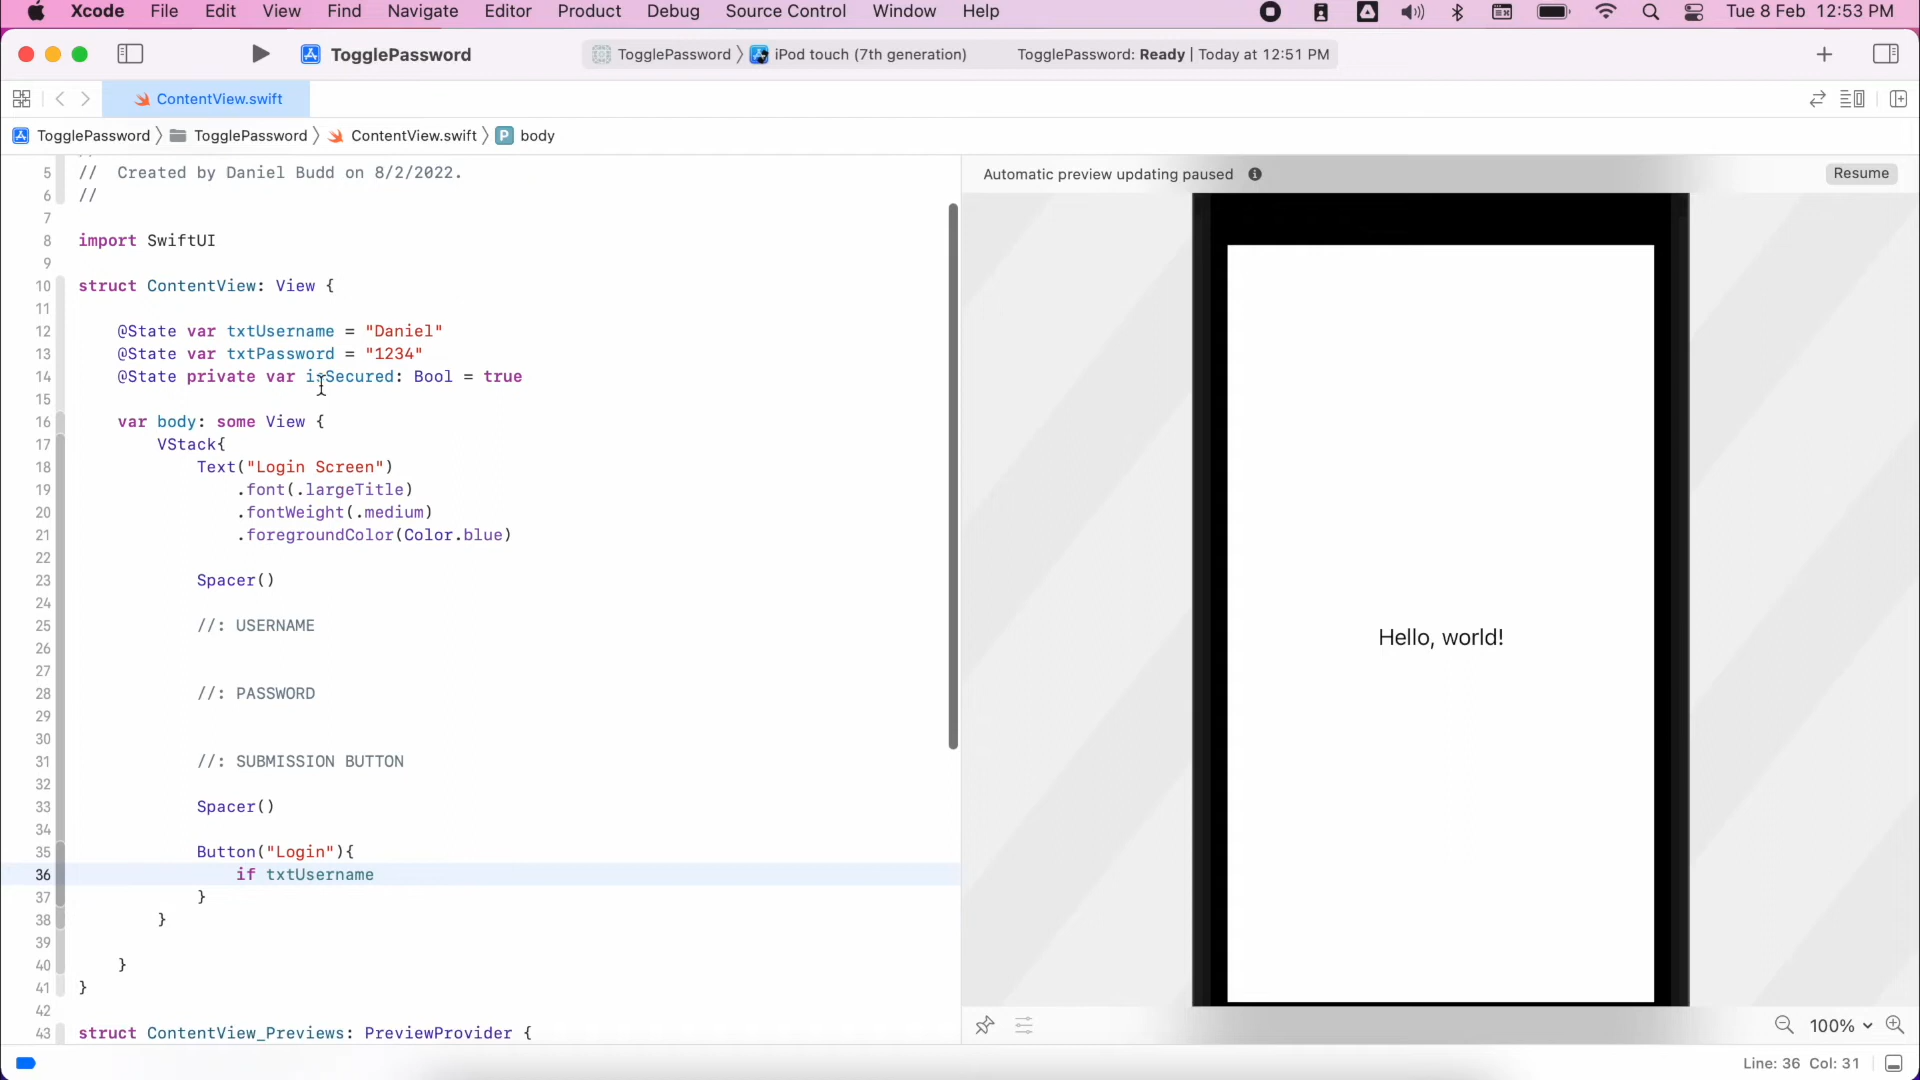 Xcode File Edit View Find Navigate Editor Product Debug Source Control Window Help Tue 8 Feb 12:53 PM
TogglePassword TogglePassword iPod touch (7th generation) TogglePassword: Ready | Today at 12:51 PM
ContentView.swift
TogglePassword TogglePassword ContentView.swift P body
5 // Created by Daniel Budd on 8/2/2022.
6 //
7
8 import SwiftUI
9
10 struct ContentView: View {
11
12 @State var txtUsername = "Daniel"
13 @State var txtPassword = "1234"
14 @State private var isSecured: Bool = true
15
16 var body: some View {
17 VStack{
18 Text("Login Screen")
19 .font(.largeTitle)
20 .fontWeight(.medium)
21 .foregroundColor(Color.blue)
22
23 Spacer()
24
25 //: USERNAME
26
27
28 //: PASSWORD
29
30
31 //: SUBMISSION BUTTON
32
33 Spacer()
34
35 Button("Login"){
36 if txtUsername
37 }
38 }
39
40 }
41 }
42
43 struct ContentView_Previews: PreviewProvider {
Automatic preview updating paused Resume
Hello, world!
100%
Line: 36 Col: 31